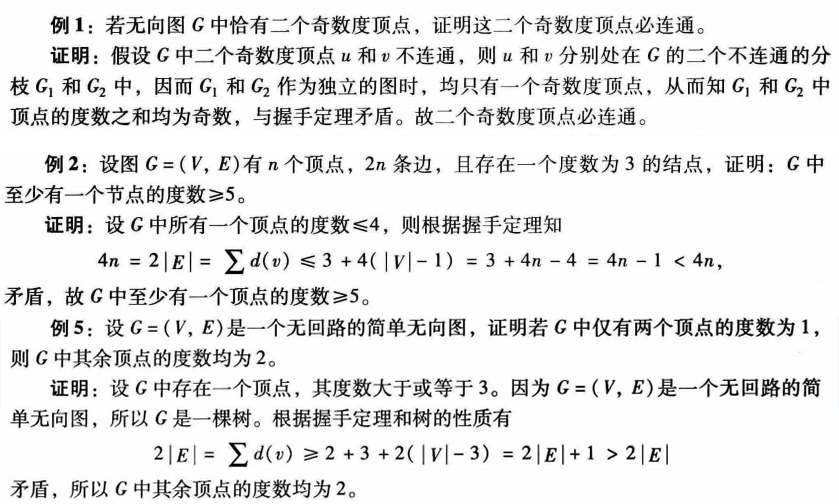 例1：若无向图 G 中恰有二个奇数度顶点，证明这二个奇数度顶点必连通。
证明：假设 G 中二个奇数度顶点 u 和 v 不连通，则 u 和 v 分别处在 G 的二个不连通的分
枝 G₁ 和 G₂ 中，因而 G₁ 和 G₂ 作为独立的图时，均只有一个奇数度顶点，从而知 G₁ 和 G₂ 中
顶点的度数之和均为奇数，与握手定理矛盾。故二个奇数度顶点必连通。
例2：设图 G = (V, E)有 n 个顶点，2n 条边，且存在一个度数为 3 的结点，证明：G 中
至少有一个节点的度数≥5。
证明：设 G 中所有一个顶点的度数≤4，则根据握手定理知
4n = 2|E| = ∑ d(v) ≤ 3 + 4(|V| − 1) = 3 + 4n − 4 = 4n − 1 < 4n,
矛盾，故 G 中至少有一个顶点的度数≥5。
例5：设 G = (V, E)是一个无回路的简单无向图，证明若 G 中仅有两个顶点的度数为 1，
则 G 中其余顶点的度数均为 2。
证明：设 G 中存在一个顶点，其度数大于或等于 3。因为 G = (V, E)是一个无回路的简
单无向图，所以 G 是一棵树。根据握手定理和树的性质有
2|E| = ∑ d(v) ≥ 2 + 3 + 2(|V| − 3) = 2|E| + 1 > 2|E|
矛盾，所以 G 中其余顶点的度数均为 2。